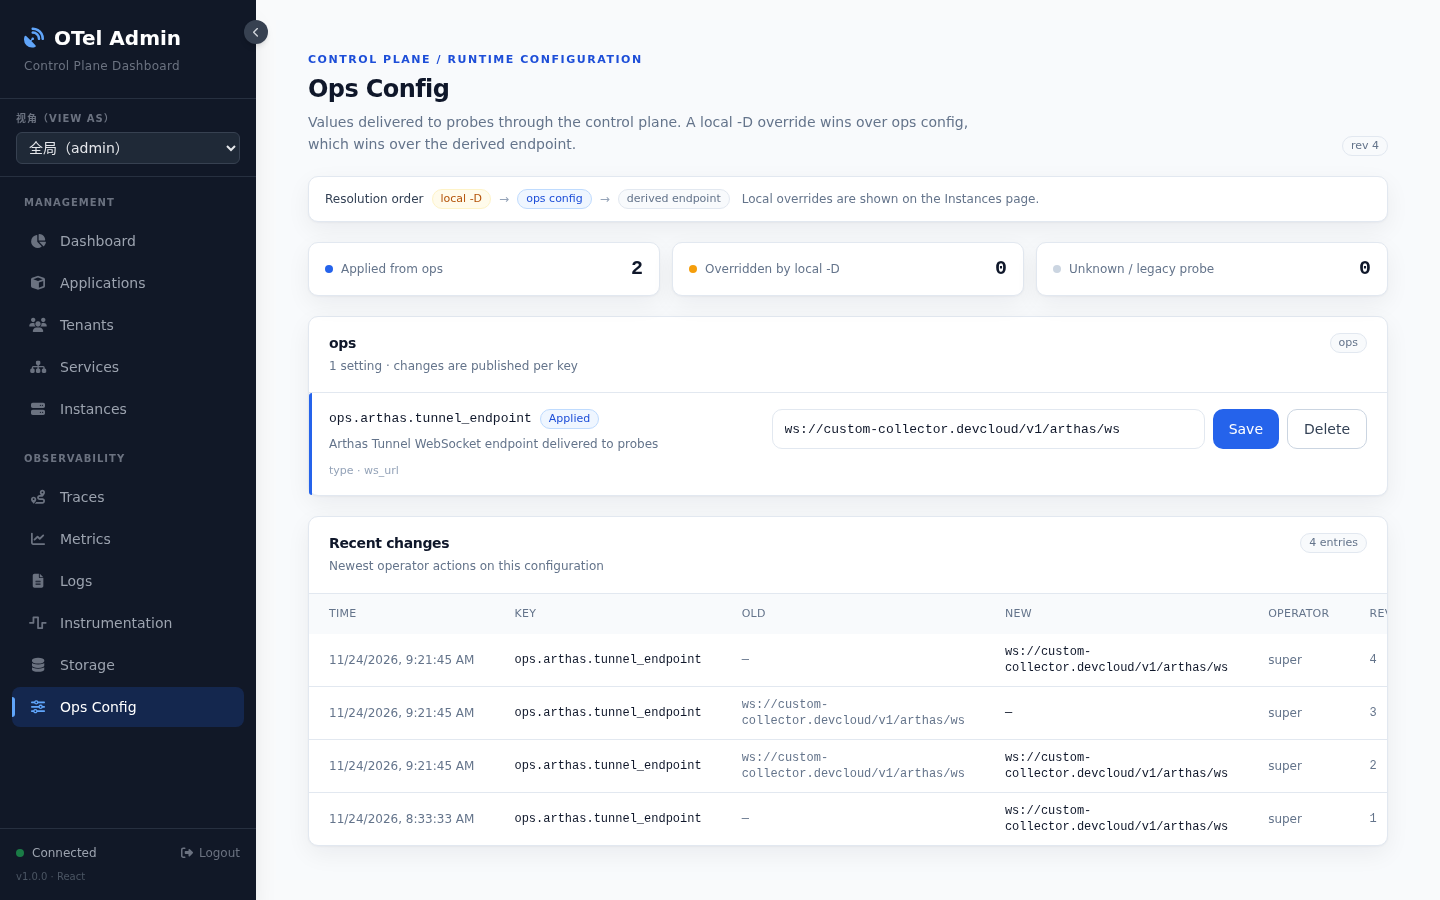 OTel Admin
Control Plane Dashboard
视角（VIEW AS）
全局（admin）
MANAGEMENT
Dashboard
Applications
Tenants
Services
Instances
OBSERVABILITY
Traces
Metrics
Logs
Instrumentation
Storage
Ops Config
Connected
Logout
v1.0.0 · React
CONTROL PLANE / RUNTIME CONFIGURATION
Ops Config
Values delivered to probes through the control plane. A local -D override wins over ops config,
which wins over the derived endpoint.
rev 4
Resolution order local -D → ops config → derived endpoint Local overrides are shown on the Instances page.
Applied from ops 2
Overridden by local -D 0
Unknown / legacy probe 0
ops
ops
1 setting · changes are published per key
ops.arthas.tunnel_endpoint Applied
Arthas Tunnel WebSocket endpoint delivered to probes
type · ws_url
ws://custom-collector.devcloud/v1/arthas/ws
Save
Delete
Recent changes
4 entries
Newest operator actions on this configuration
TIME KEY OLD NEW OPERATOR REV
11/24/2026, 9:21:45 AM ops.arthas.tunnel_endpoint — ws://custom-
collector.devcloud/v1/arthas/ws super 4
11/24/2026, 9:21:45 AM ops.arthas.tunnel_endpoint ws://custom-
collector.devcloud/v1/arthas/ws — super 3
11/24/2026, 9:21:45 AM ops.arthas.tunnel_endpoint ws://custom- ws://custom-
collector.devcloud/v1/arthas/ws collector.devcloud/v1/arthas/ws super 2
11/24/2026, 8:33:33 AM ops.arthas.tunnel_endpoint — ws://custom-
collector.devcloud/v1/arthas/ws super 1